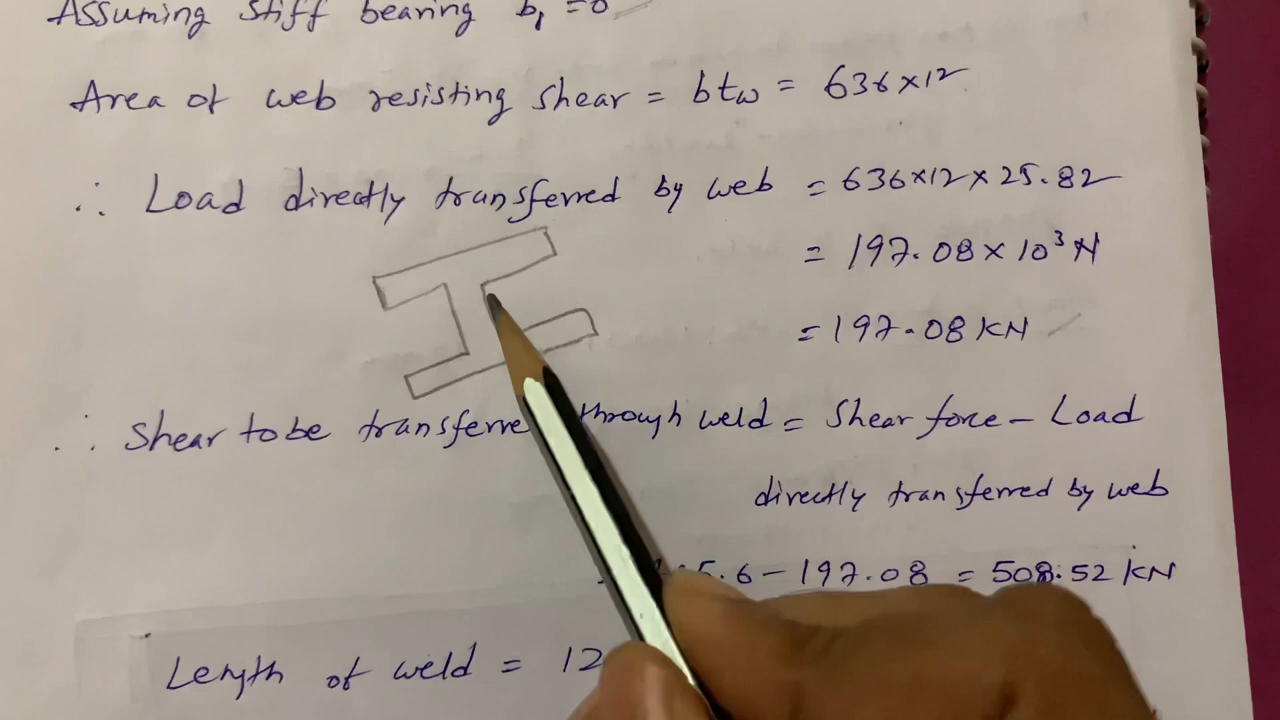 Assuming stiff bearing b₁ = 0
Area of web resisting shear = btw = 636×12
∴ Load directly transferred by web = 636×12×25.82
= 197.08×10³ N
= 197.08 KN
∴ Shear to be transferre through weld = Shear force - Load
directly transferred by web
5.6 - 197.08 = 508.52 KN
Length of weld = 12